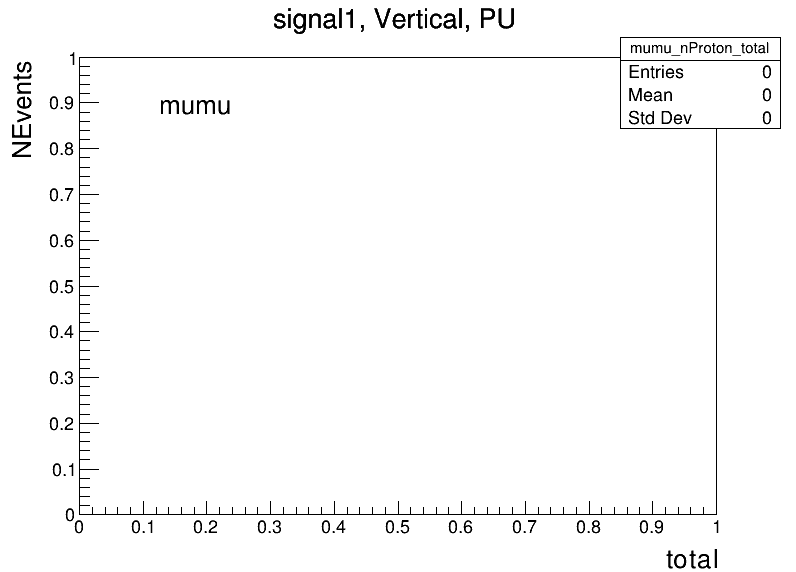 signal1, Vertical, PU
mumu_nProton_total
Entries 0
Mean 0
Std Dev 0
NEvents
mumu
1
0.9
0.8
0.7
0.6
0.5
0.4
0.3
0.2
0.1
0
0 0.1 0.2 0.3 0.4 0.5 0.6 0.7 0.8 0.9 1
total